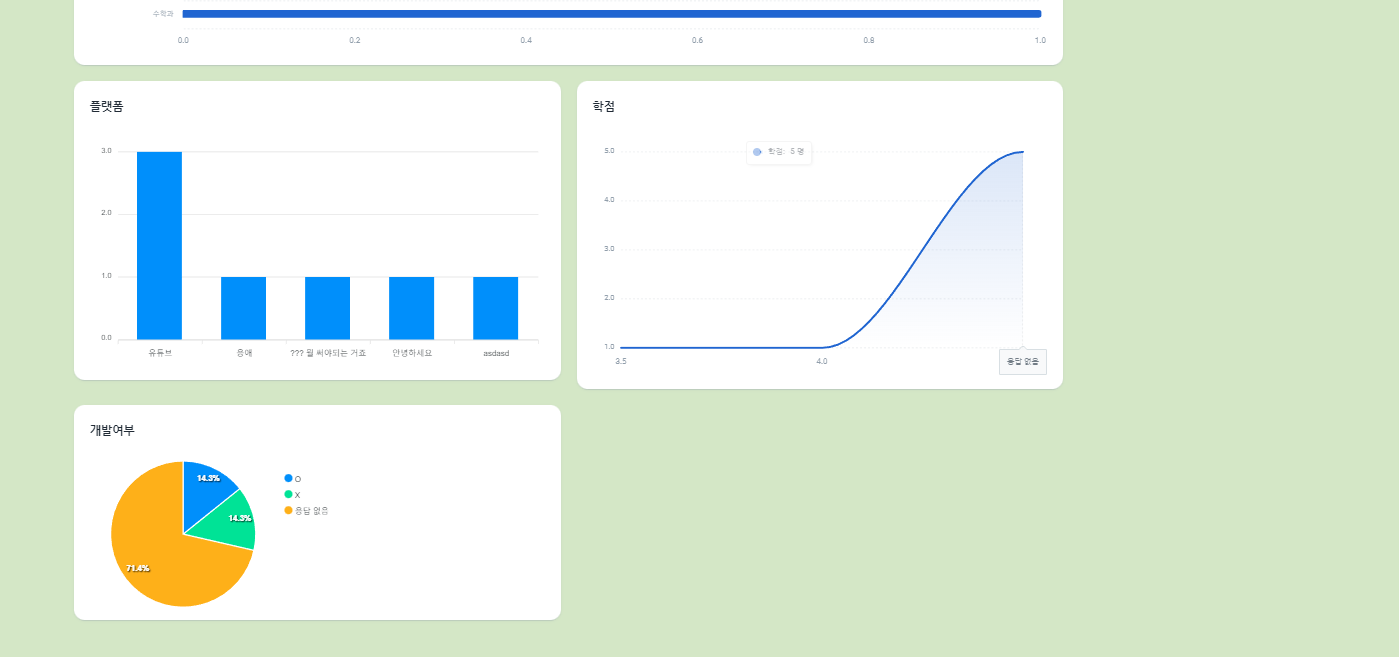 수학과
0.0 0.2 0.4 0.6 0.8 1.0
플랫폼
3.0
2.0
1.0
0.0
유튜브 응애 ??? 뭘 써야되는 거죠 안녕하세요 asdasd
학점
학점: 5 명
5.0
4.0
3.0
2.0
1.0
3.5 4.0 응답 없음
개발여부
14.3%
14.3%
71.4%
O
X
응답 없음